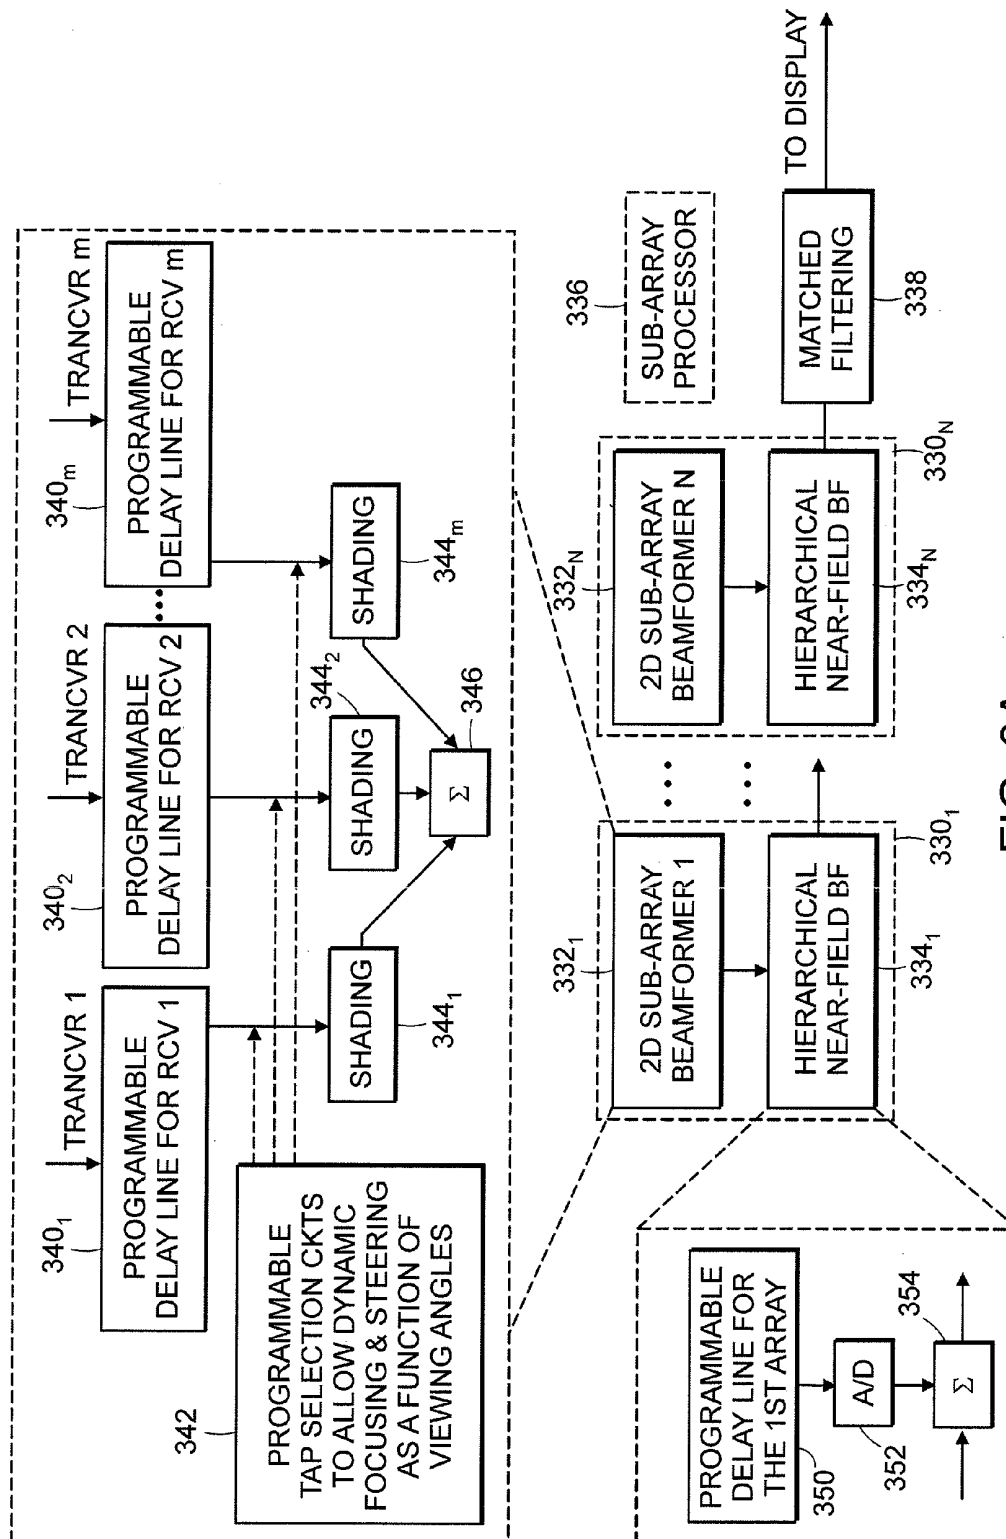 TRANCVR 1
TRANCVR 2
TRANCVR m
340₁
340₂
340ₘ
PROGRAMMABLE
DELAY LINE FOR RCV 1
PROGRAMMABLE
DELAY LINE FOR RCV 2
• • •
PROGRAMMABLE
DELAY LINE FOR RCV m
342
PROGRAMMABLE
TAP SELECTION CKTS
TO ALLOW DYNAMIC
FOCUSING & STEERING
AS A FUNCTION OF
VIEWING ANGLES
SHADING
344₁
SHADING
344₂
SHADING
344ₘ
Σ
346
332₁
2D SUB-ARRAY
BEAMFORMER 1
HIERARCHICAL
NEAR-FIELD BF
334₁
330₁
• • •
• • •
332_N
2D SUB-ARRAY
BEAMFORMER N
HIERARCHICAL
NEAR-FIELD BF
334_N
330_N
336
SUB-ARRAY
PROCESSOR
MATCHED
FILTERING
338
TO DISPLAY
PROGRAMMABLE
DELAY LINE FOR
THE 1ST ARRAY
350
A/D
352
Σ
354